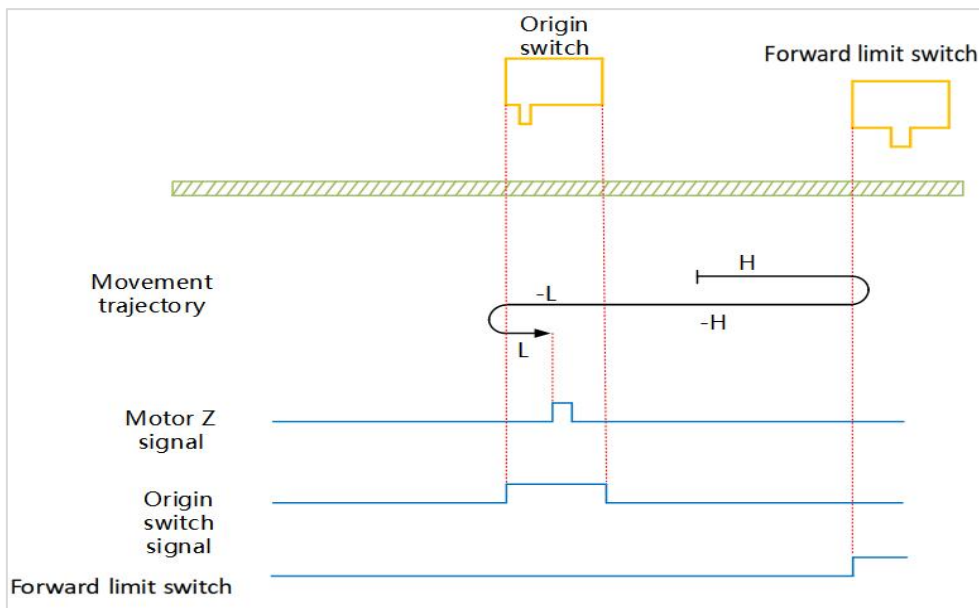 Origin
switch
Forward limit switch
Movement
trajectory
H
-L
-H
L
Motor Z
signal
Origin
switch
signal
Forward limit switch